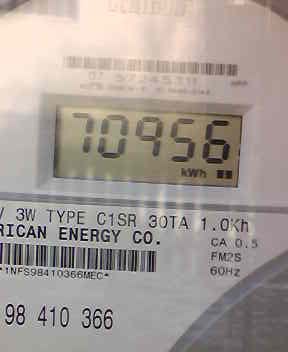 70956
kWh
/ 3W TYPE C1SR 30TA 1.0Kh
RICAN ENERGY CO.
CA 0.5
FM2S
60Hz
*1NFS98410366MEC*
98 410 366